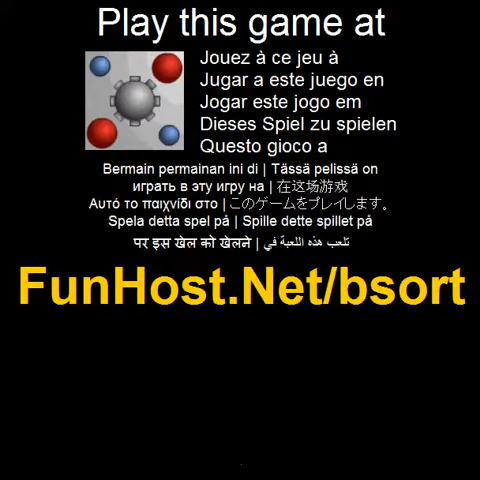 Play this game at
Jouez à ce jeu à
Jugar a este juego en
Jogar este jogo em
Dieses Spiel zu spielen
Questo gioco a
Bermain permainan ini di | Tässä pelissä on
играть в эту игру на | 在这场游戏
Αυτό το παιχνίδι στο | このゲームをプレイします。
Spela detta spel på | Spille dette spillet på
पर इस खेल को खेलने | تلعب هذه اللعبة في
FunHost.Net/bsort